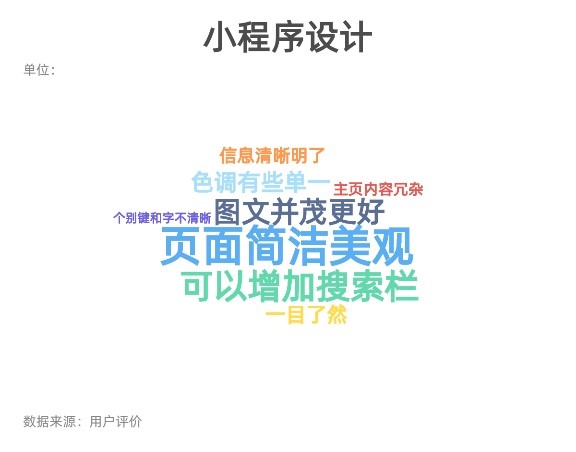 小程序设计
单位：
信息清晰明了
色调有些单一
主页内容冗杂
个别键和字不清晰
图文并茂更好
页面简洁美观
可以增加搜索栏
一目了然
数据来源：用户评价